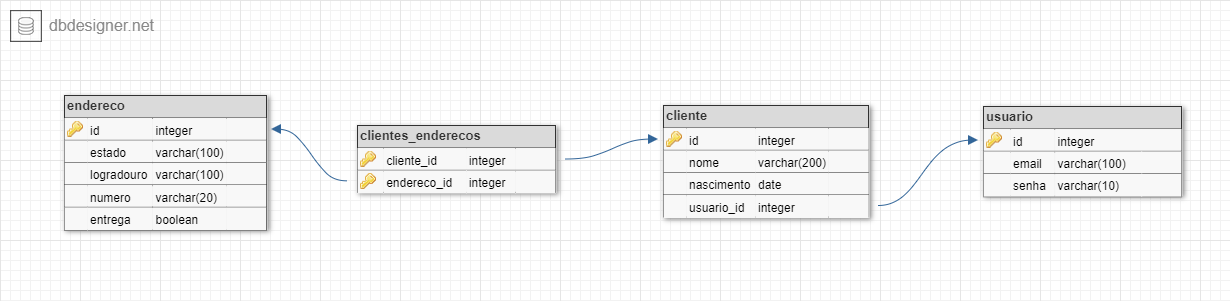 dbdesigner.net
endereco
id integer
estado varchar(100)
logradouro varchar(100)
numero varchar(20)
entrega boolean
clientes_enderecos
cliente_id integer
endereco_id integer
cliente
id integer
nome varchar(200)
nascimento date
usuario_id integer
usuario
id integer
email varchar(100)
senha varchar(10)